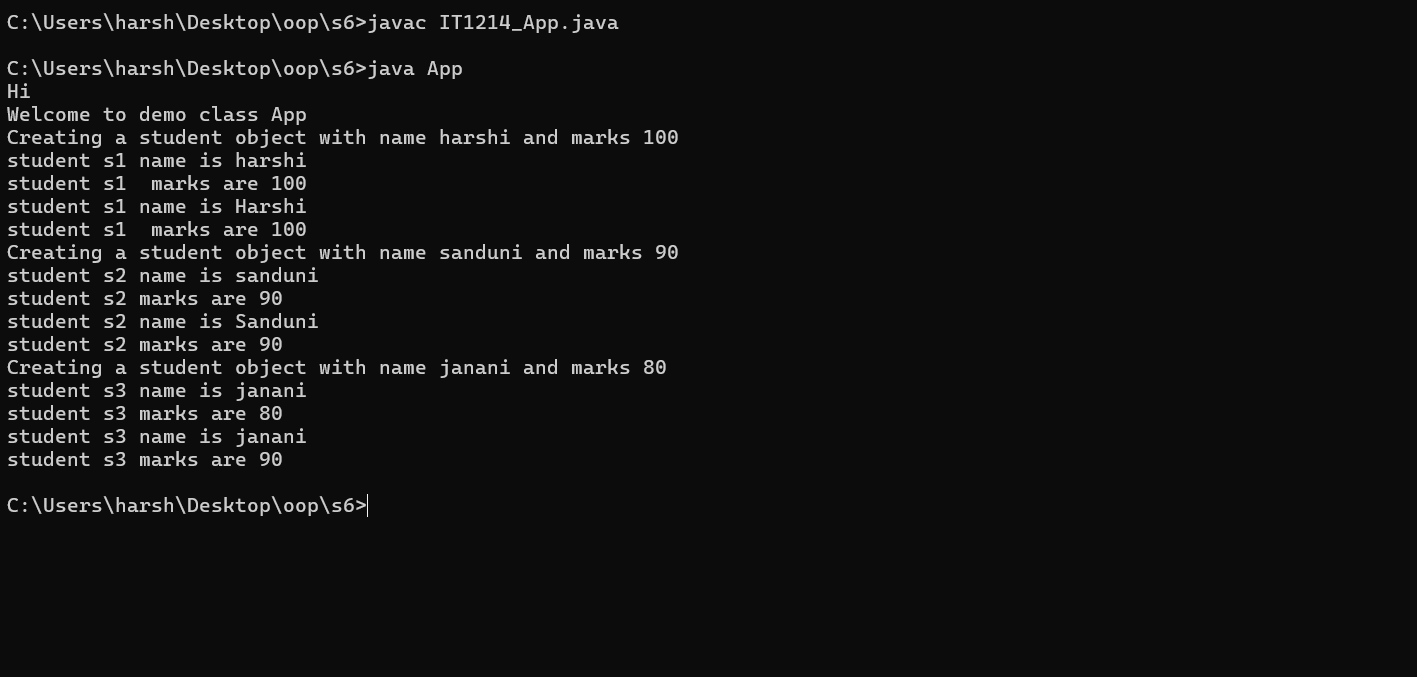 C:\Users\harsh\Desktop\oop\s6>javac IT1214_App.java
C:\Users\harsh\Desktop\oop\s6>java App
Hi
Welcome to demo class App
Creating a student object with name harshi and marks 100
student s1 name is harshi
student s1  marks are 100
student s1 name is Harshi
student s1  marks are 100
Creating a student object with name sanduni and marks 90
student s2 name is sanduni
student s2 marks are 90
student s2 name is Sanduni
student s2 marks are 90
Creating a student object with name janani and marks 80
student s3 name is janani
student s3 marks are 80
student s3 name is janani
student s3 marks are 90
C:\Users\harsh\Desktop\oop\s6>